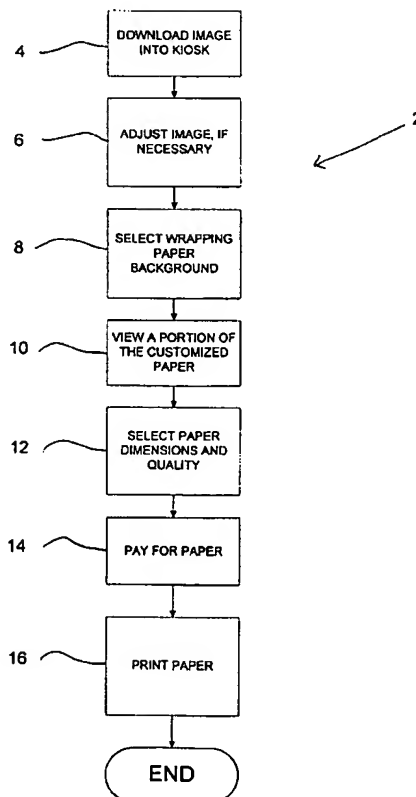 4
DOWNLOAD IMAGE
INTO KIOSK
2
6
ADJUST IMAGE, IF
NECESSARY
8
SELECT WRAPPING
PAPER
BACKGROUND
10
VIEW A PORTION OF
THE CUSTOMIZED
PAPER
12
SELECT PAPER
DIMENSIONS AND
QUALITY
14
PAY FOR PAPER
16
PRINT PAPER
END